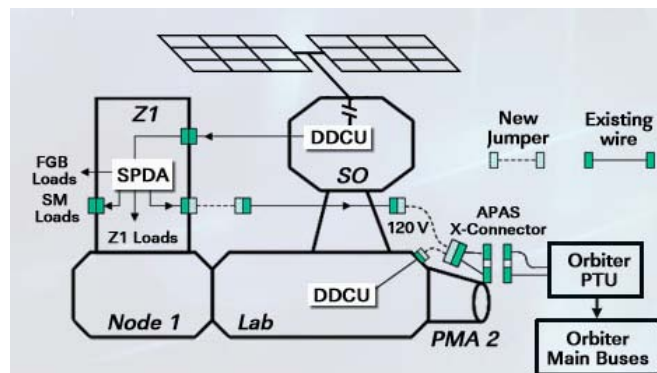 Z1
DDCU
New
Jumper
Existing
wire
FGB
Loads
SPDA
SM
Loads
SO
Z1 Loads
120 V
APAS
X-Connector
DDCU
Orbiter
PTU
Node 1
Lab
PMA 2
Orbiter
Main Buses